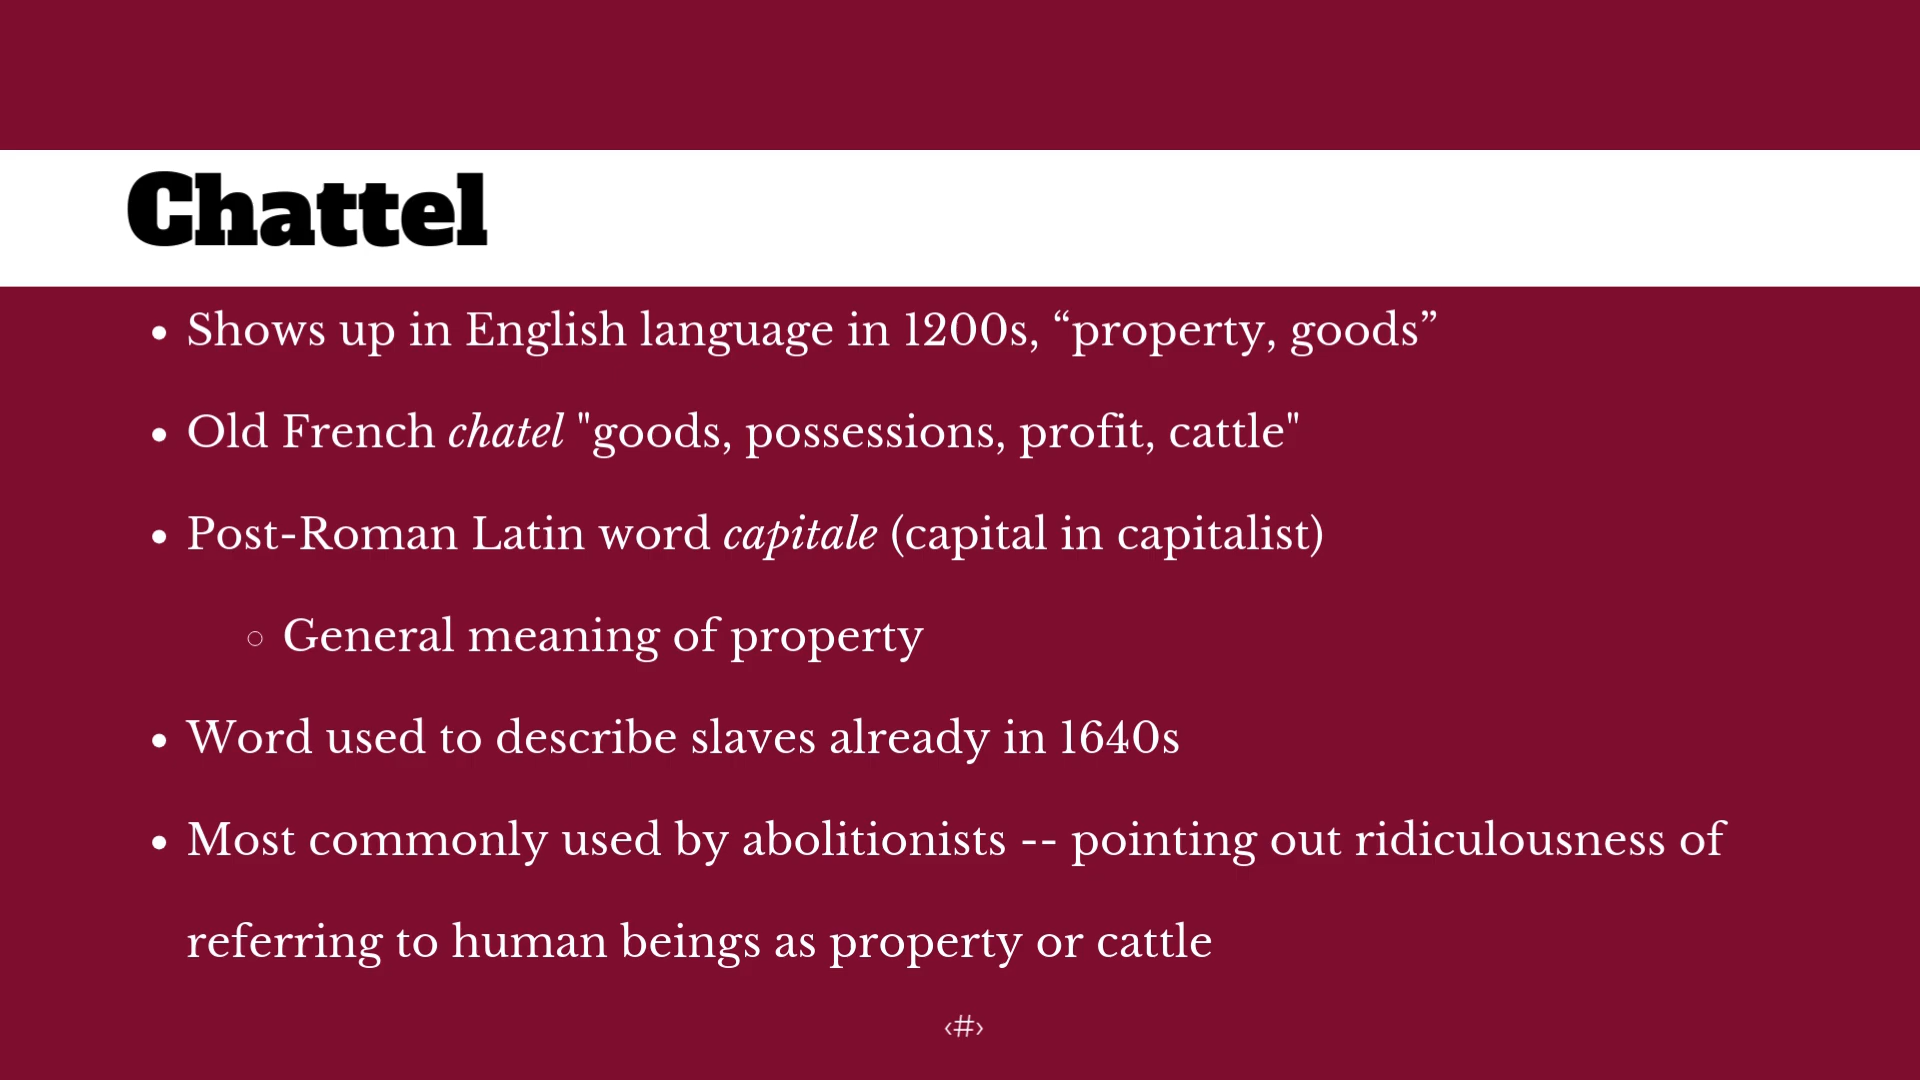 Chattel
• Shows up in English language in 1200s, “property, goods”
• Old French chatel "goods, possessions, profit, cattle"
• Post-Roman Latin word capitale (capital in capitalist)
○ General meaning of property
• Word used to describe slaves already in 1640s
• Most commonly used by abolitionists -- pointing out ridiculousness of
referring to human beings as property or cattle
‹#›